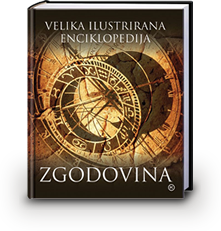 VELIKA ILUSTRIRANA
ENCIKLOPEDIJA
ZGODOVINA